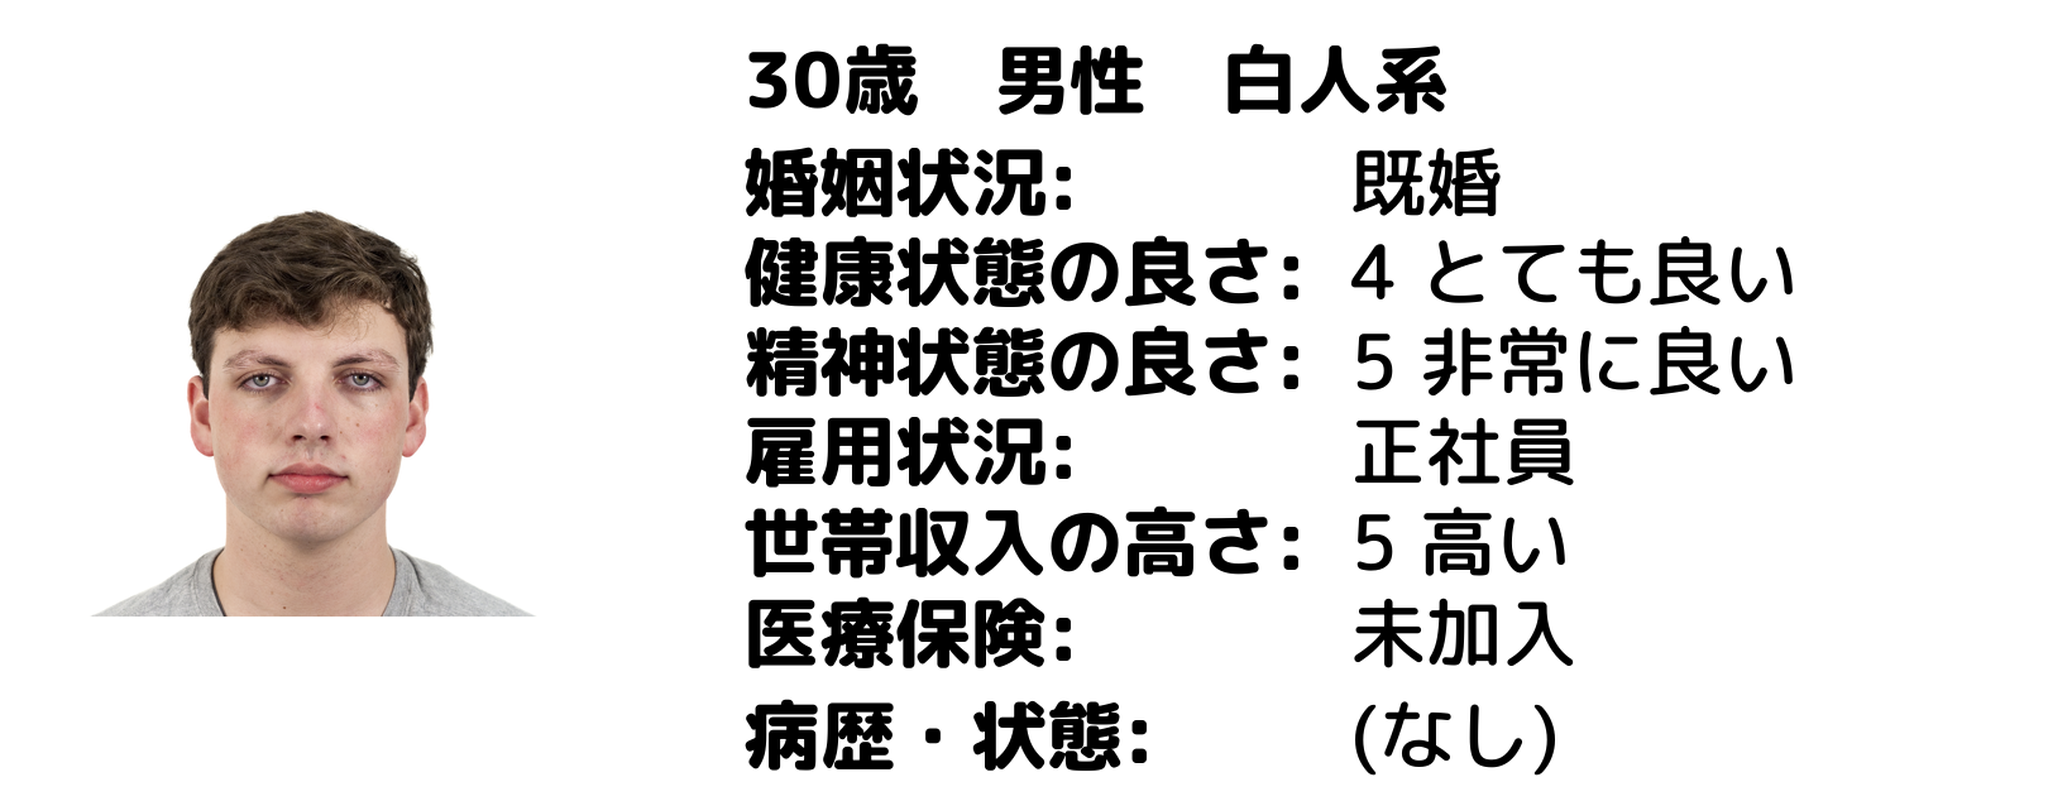 30歳　男性　白人系
婚姻状況: 既婚
健康状態の良さ: 4 とても良い
精神状態の良さ: 5 非常に良い
雇用状況: 正社員
世帯収入の高さ: 5 高い
医療保険: 未加入
病歴・状態: (なし)